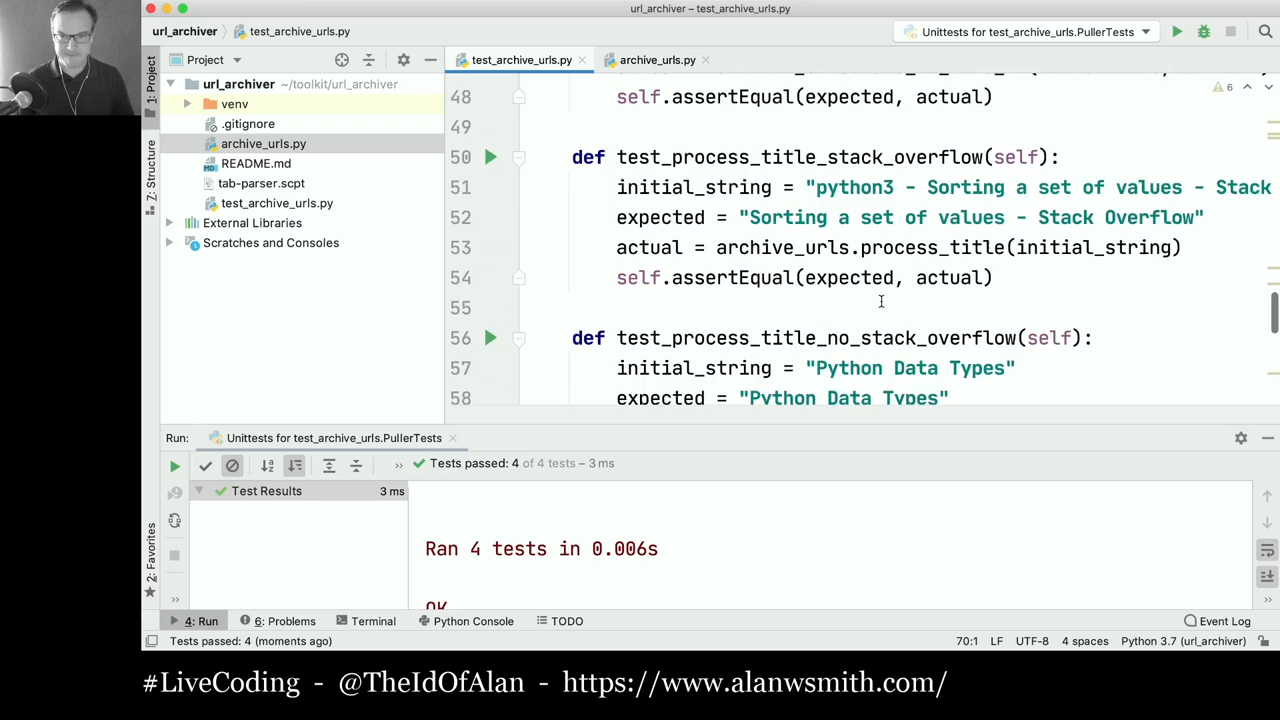 url_archiver – test_archive_urls.py
url_archiver
test_archive_urls.py
Unittests for test_archive_urls.PullerTests
1: Project
Project
test_archive_urls.py
archive_urls.py
url_archiver ~/toolkit/url_archiver
venv
.gitignore
archive_urls.py
README.md
tab-parser.scpt
test_archive_urls.py
External Libraries
Scratches and Consoles
Z: Structure
2: Favorites
6
48 self.assertEqual(expected, actual)
49
50 def test_process_title_stack_overflow(self):
51 initial_string = "python3 - Sorting a set of values - Stack
52 expected = "Sorting a set of values - Stack Overflow"
53 actual = archive_urls.process_title(initial_string)
54 self.assertEqual(expected, actual)
55
56 def test_process_title_no_stack_overflow(self):
57 initial_string = "Python Data Types"
58 expected = "Python Data Types"
Run: Unittests for test_archive_urls.PullerTests
Tests passed: 4 of 4 tests – 3 ms
Test Results 3 ms
Ran 4 tests in 0.006s
OK
4: Run 6: Problems Terminal Python Console TODO Event Log
Tests passed: 4 (moments ago) 70:1 LF UTF-8 4 spaces Python 3.7 (url_archiver)
#LiveCoding - @TheIdOfAlan - https://www.alanwsmith.com/